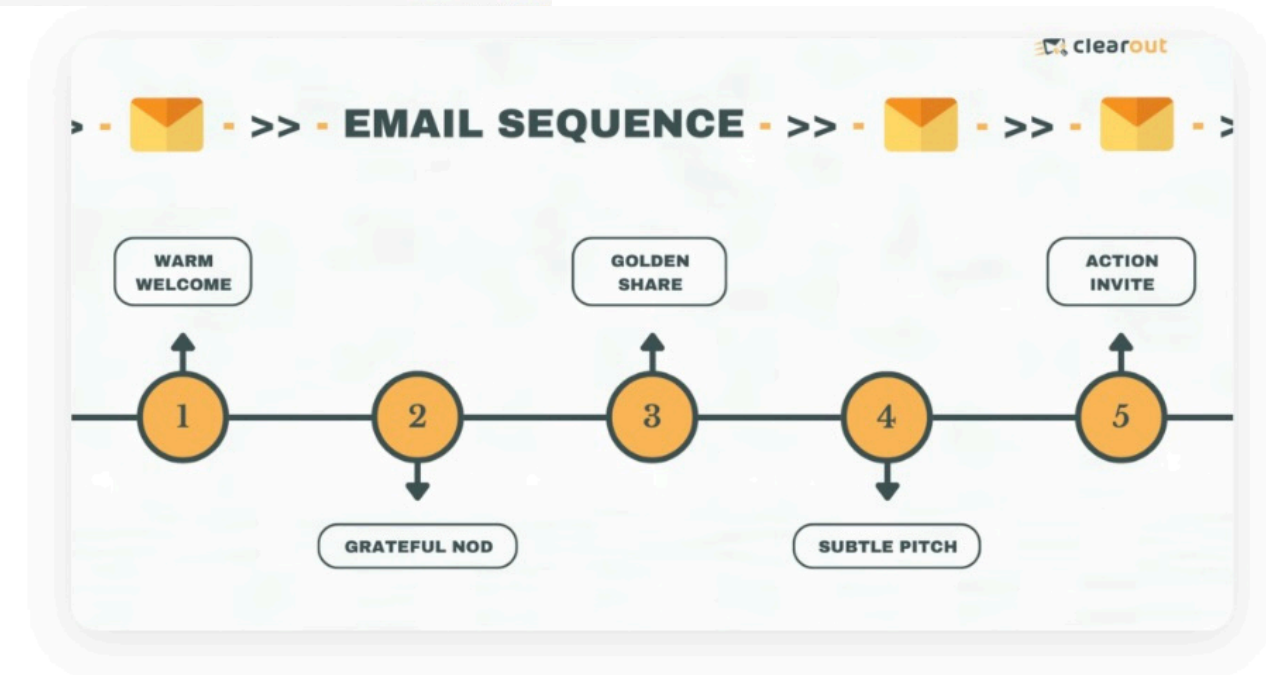 clearout
> - - >> - EMAIL SEQUENCE - >> - - >> - - >
WARM
WELCOME
GOLDEN
SHARE
ACTION
INVITE
1
2
3
4
5
GRATEFUL NOD
SUBTLE PITCH